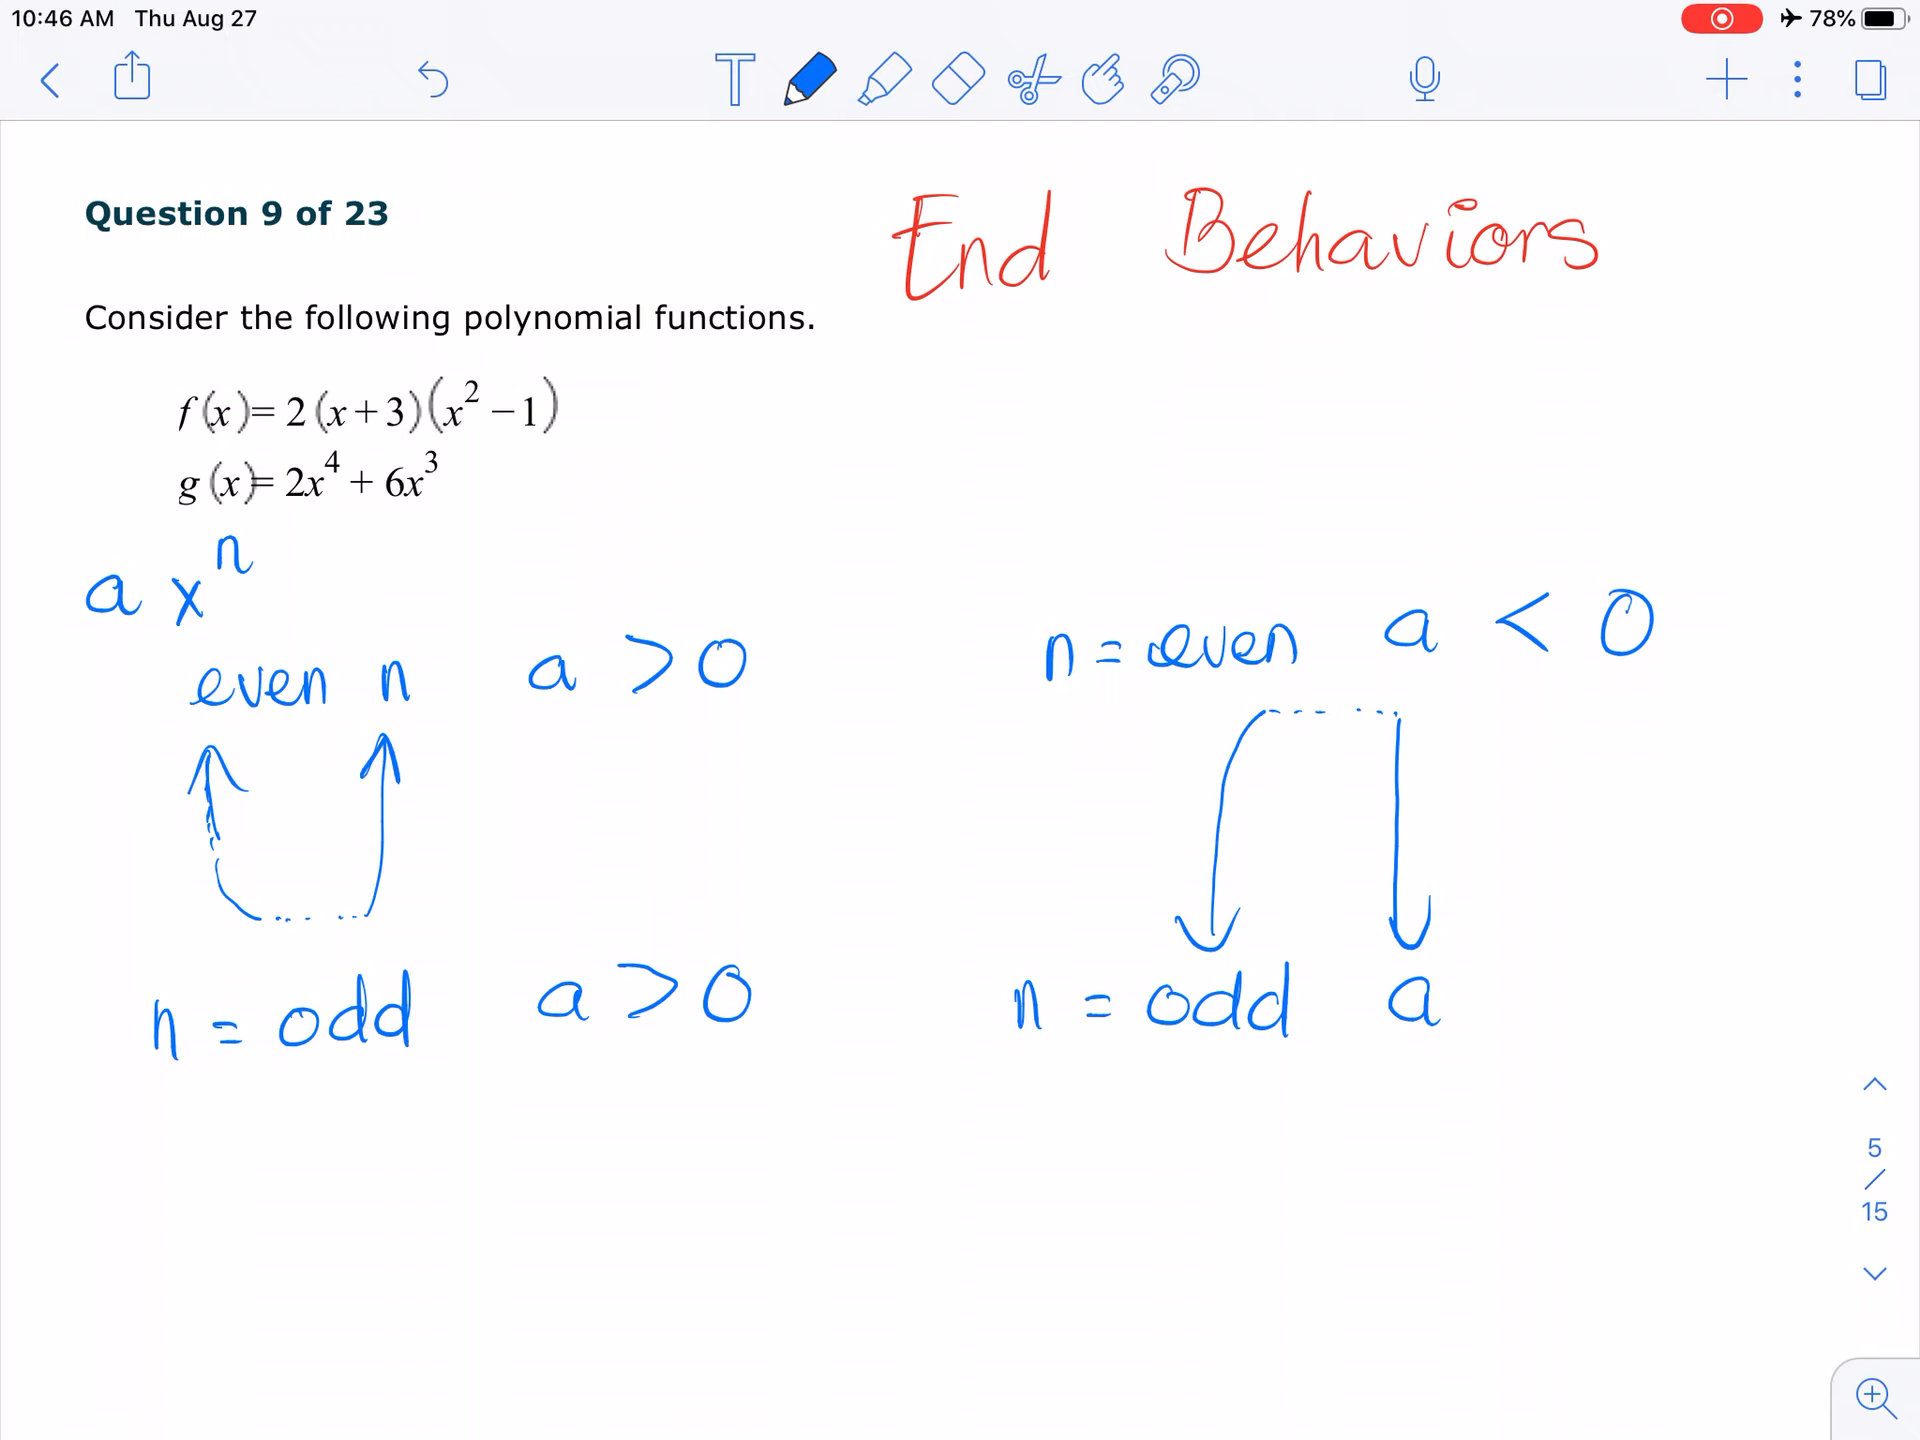 10:46 AM Thu Aug 27 78%
Question 9 of 23
End Behaviors
Consider the following polynomial functions.
f(x)= 2(x+3)(x² −1)
g(x)= 2x⁴ + 6x³
a xⁿ
even n a > 0
n = even a < 0
n = odd a > 0
n = odd a
5
/
15